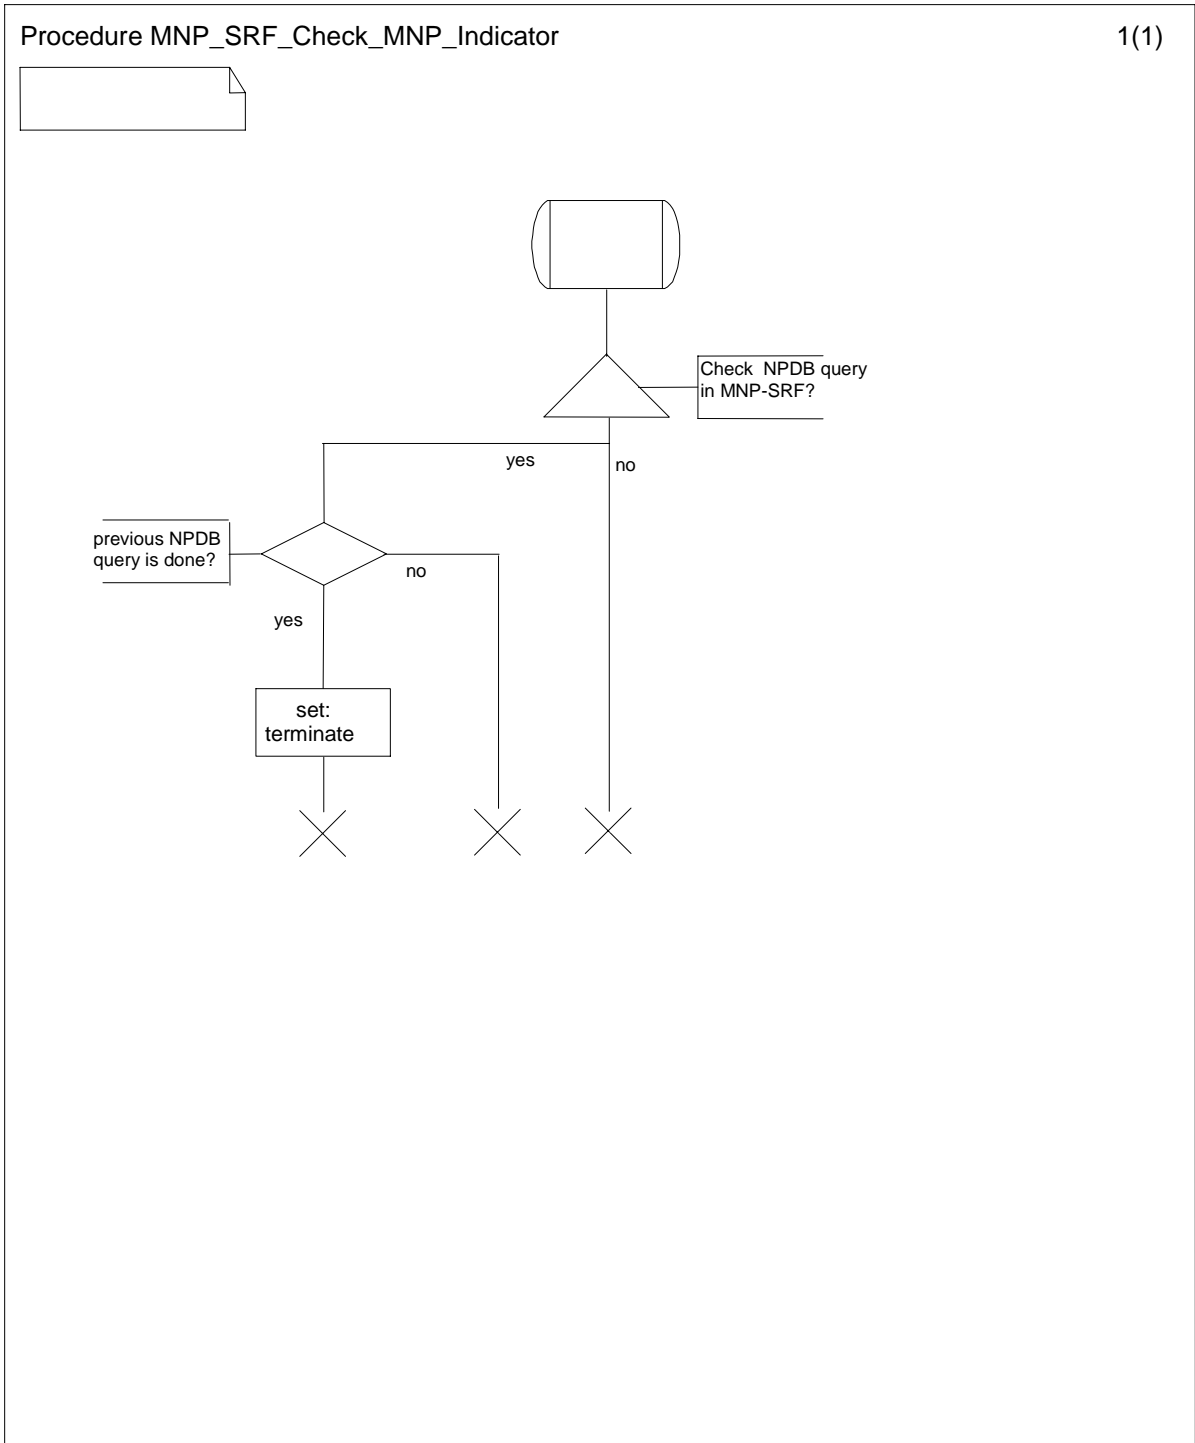 Procedure MNP_SRF_Check_MNP_Indicator
1(1)
Check  NPDB query
in MNP-SRF?
yes
no
previous NPDB
query is done?
no
yes
set:
terminate